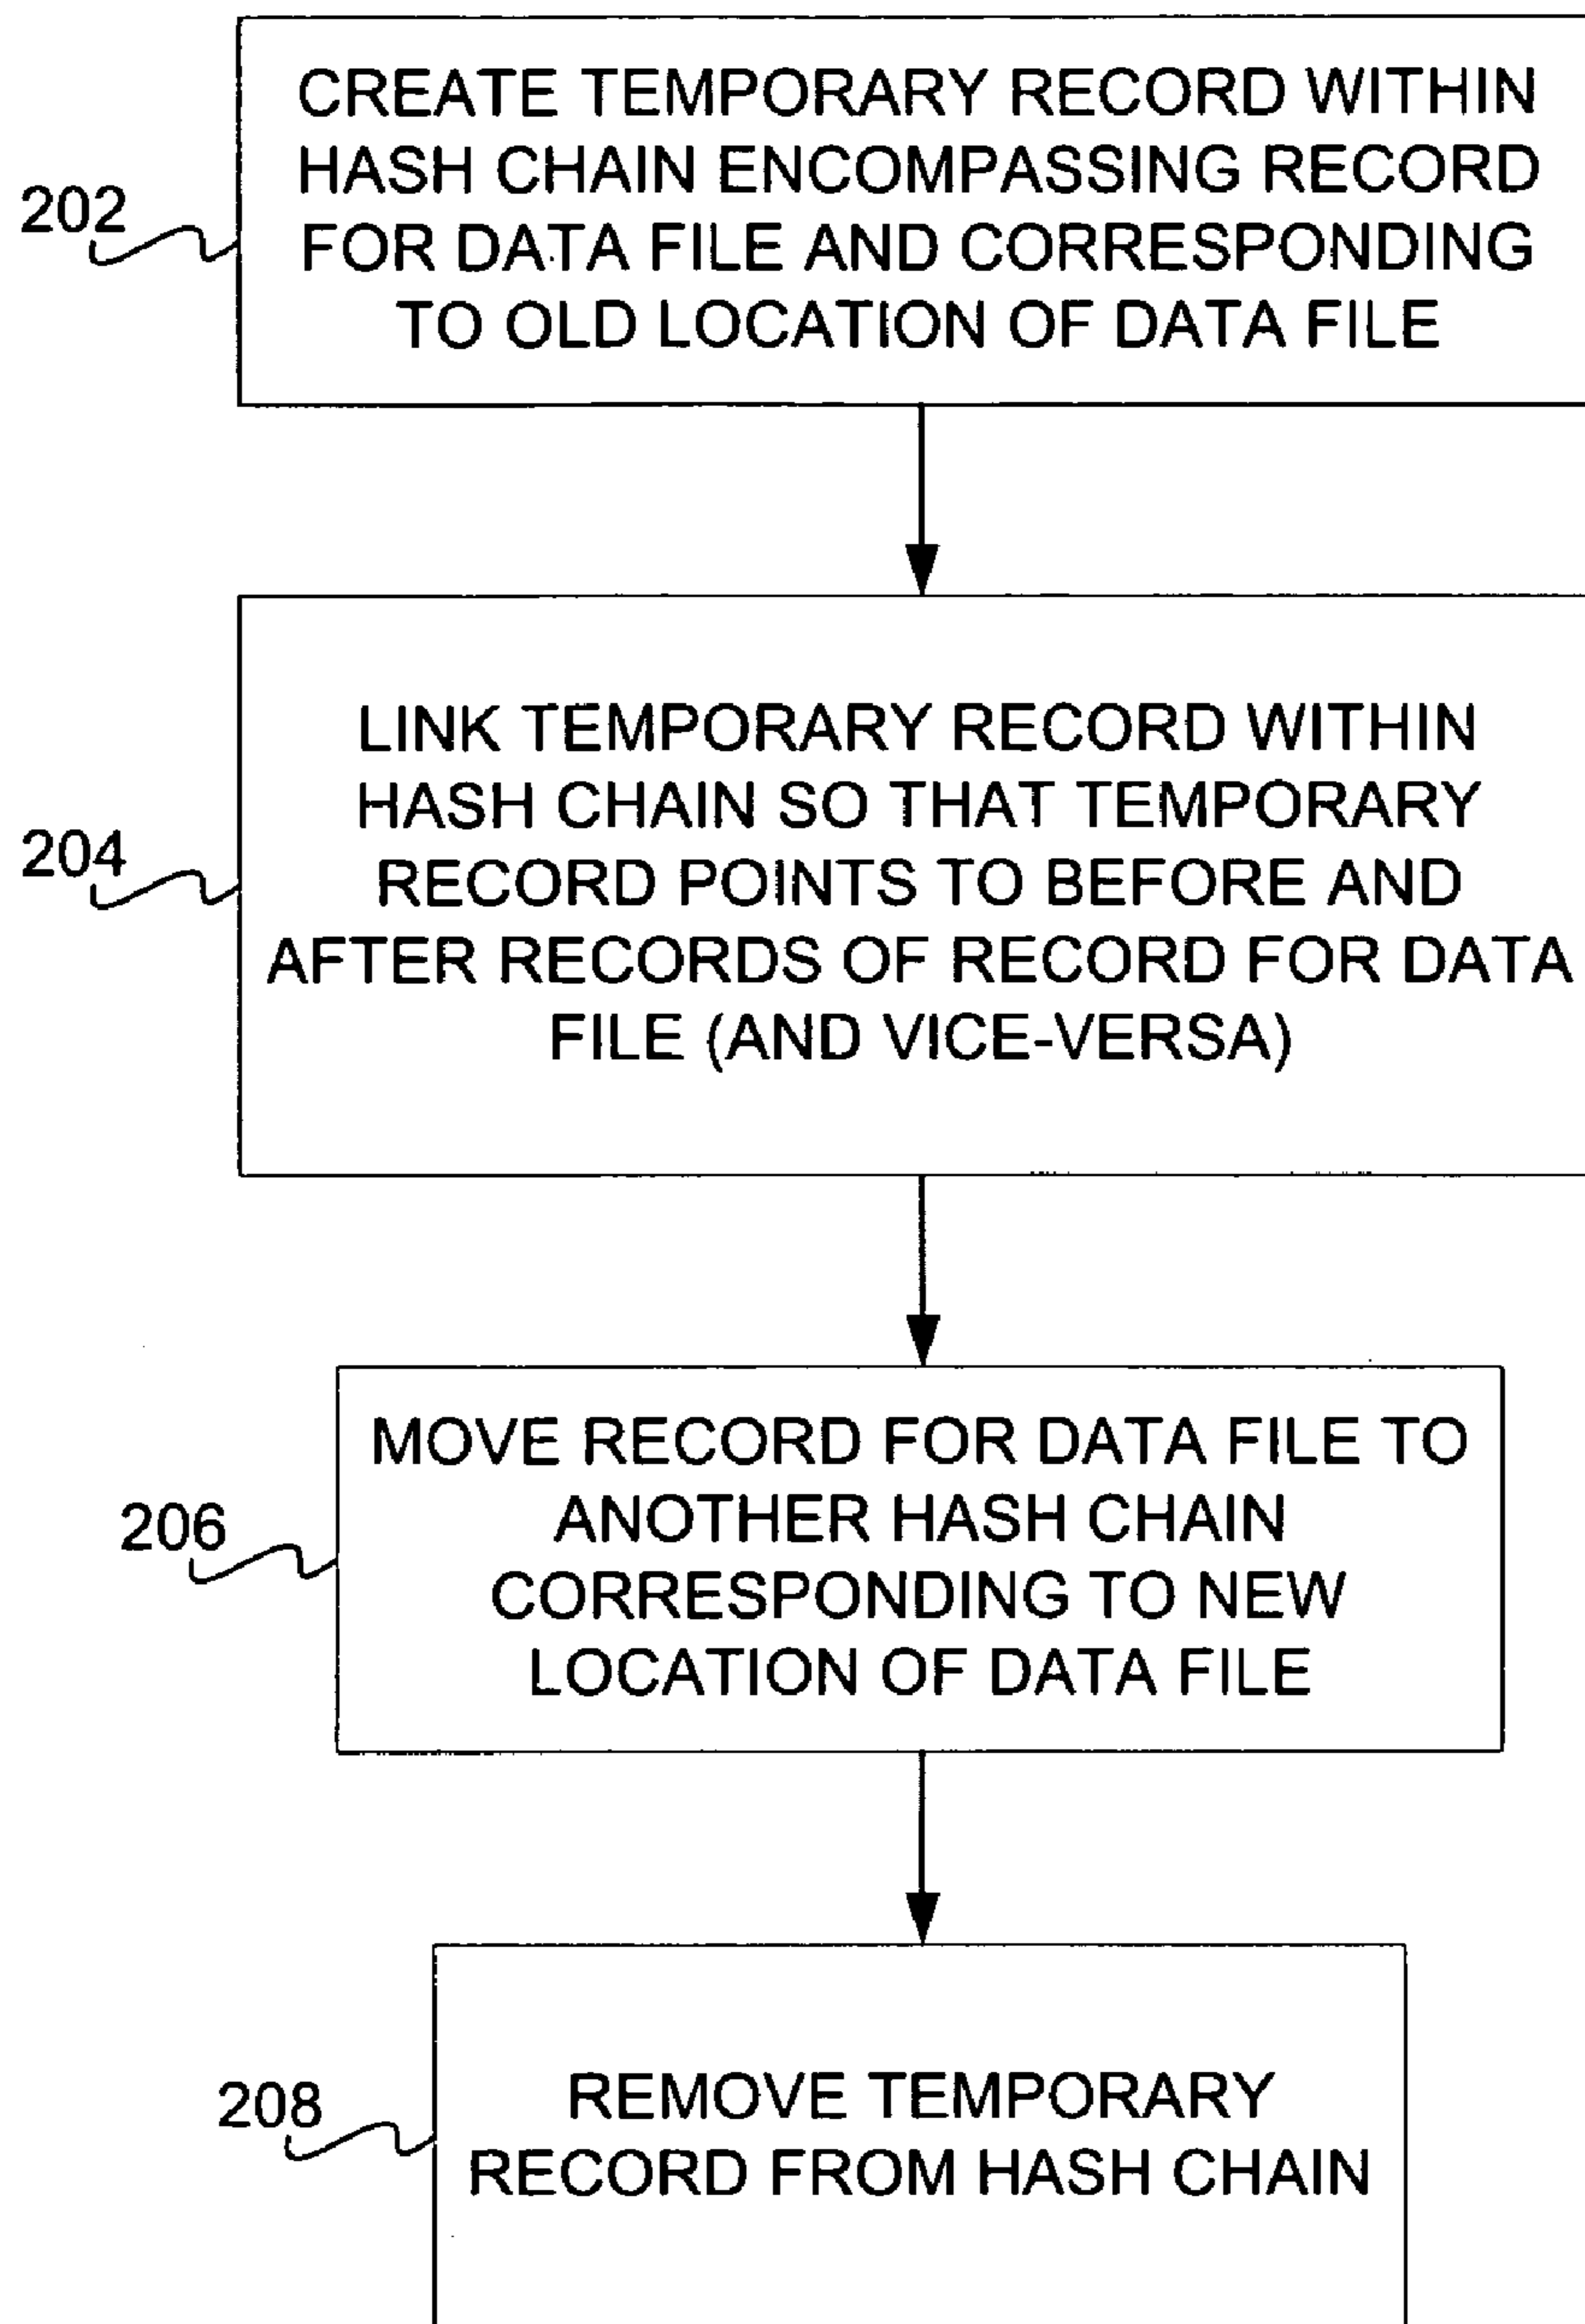 CREATE TEMPORARY RECORD WITHIN
HASH CHAIN ENCOMPASSING RECORD
FOR DATA FILE AND CORRESPONDING
TO OLD LOCATION OF DATA FILE
202
LINK TEMPORARY RECORD WITHIN
HASH CHAIN SO THAT TEMPORARY
RECORD POINTS TO BEFORE AND
AFTER RECORDS OF RECORD FOR DATA
FILE (AND VICE-VERSA)
204
MOVE RECORD FOR DATA FILE TO
ANOTHER HASH CHAIN
CORRESPONDING TO NEW
LOCATION OF DATA FILE
206
REMOVE TEMPORARY
RECORD FROM HASH CHAIN
208